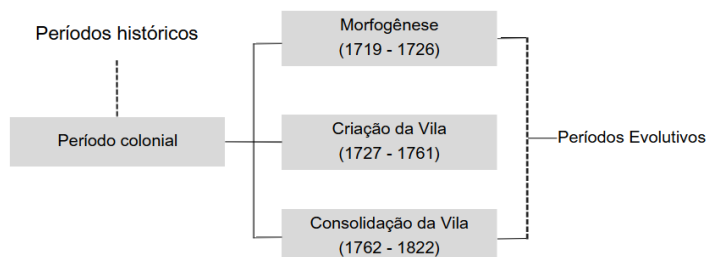 Períodos históricos
Período colonial
Morfogênese
(1719 - 1726)
Criação da Vila
(1727 - 1761)
Consolidação da Vila
(1762 - 1822)
Períodos Evolutivos